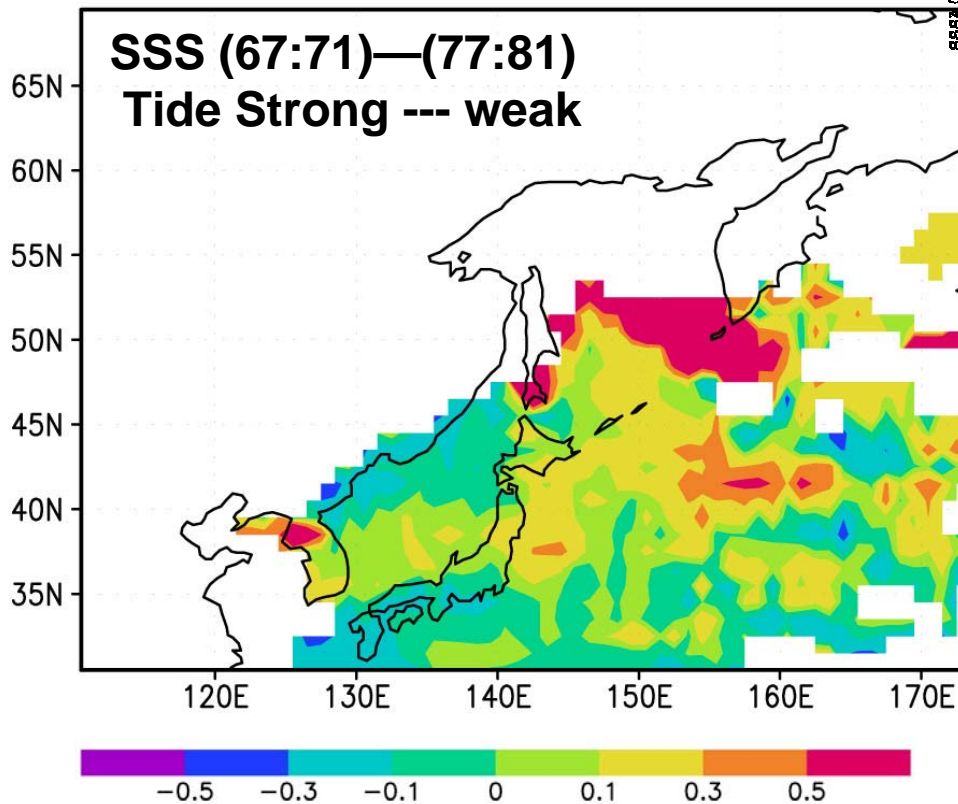 SSS (67:71)—(77:81)
Tide Strong --- weak
65N
60N
55N
50N
45N
40N
35N
120E 130E 140E 150E 160E 170E
−0.5 −0.3 −0.1 0 0.1 0.3 0.5